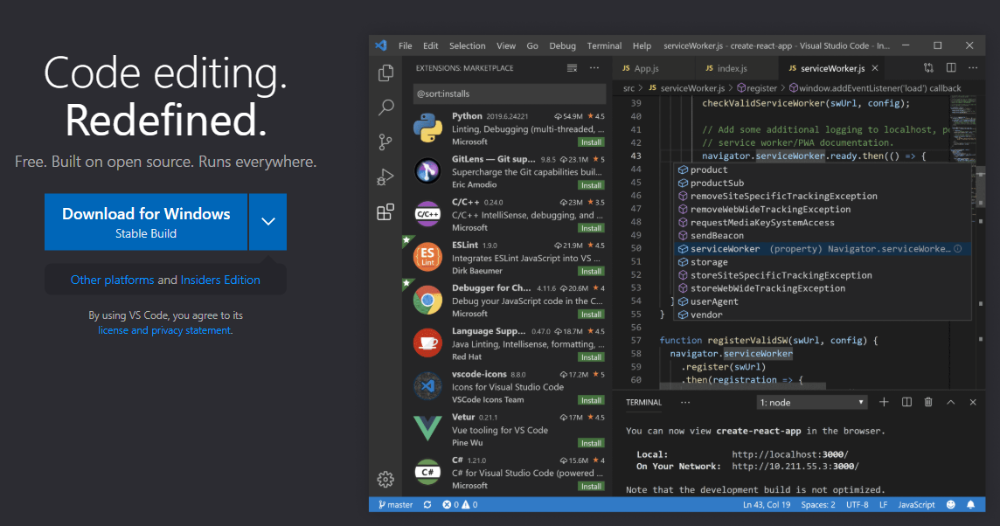 Code editing.
Redefined.
Free. Built on open source. Runs everywhere.
Download for Windows
Stable Build
Other platforms and Insiders Edition
By using VS Code, you agree to its
license and privacy statement.
File Edit Selection View Go Debug Terminal Help serviceWorker.js - create-react-app - Visual Studio Code - In...
EXTENSIONS: MARKETPLACE ...
@sort:installs
Python 2019.6.24221 54.9M 4.5
Linting, Debugging (multi-threaded, ...
Microsoft Install
GitLens — Git sup... 9.8.5 23.1M 5
Supercharge the Git capabilities buil...
Eric Amodio Install
C/C++
C/C++ 0.24.0 23M 3.5
C/C++ IntelliSense, debugging, and ...
Microsoft Install
ES
Lint
ESLint 1.9.0 21.9M 4.5
Integrates ESLint JavaScript into VS ...
Dirk Baeumer Install
Debugger for Ch... 4.11.6 20.6M 4
Debug your JavaScript code in the C...
Microsoft Install
Language Supp... 0.47.0 18.7M 4.5
Java Linting, Intellisense, formatting, ...
Red Hat Install
vscode-icons 8.8.0 17.2M 5
Icons for Visual Studio Code
VSCode Icons Team Install
Vetur 0.21.1 17M 4.5
Vue tooling for VS Code
Pine Wu Install
C#
C# 1.21.0 15.6M 4
C# for Visual Studio Code (powered ...
Microsoft Install
JS App.js JS index.js JS serviceWorker.js ...
src > JS serviceWorker.js > register > window.addEventListener('load') callback
39 checkValidServiceWorker(swUrl, config);
40
41 // Add some additional logging to localhost, po
42 // service worker/PWA documentation.
43 navigator.serviceWorker.ready.then(() => {
44 product
45 productSub
46 removeSiteSpecificTrackingException
47 removeWebWideTrackingException
48 requestMediaKeySystemAccess
49 sendBeacon
50 serviceWorker (property) Navigator.serviceWorke...
51 storage
52 storeSiteSpecificTrackingException
53 storeWebWideTrackingException
54 } userAgent
55 } vendor
56
57 function registerValidSW(swUrl, config) {
58 navigator.serviceWorker
59 .register(swUrl)
60 .then(registration => {
TERMINAL ... 1: node
You can now view create-react-app in the browser.
Local: http://localhost:3000/
On Your Network: http://10.211.55.3:3000/
Note that the development build is not optimized.
master 0 0 Ln 43, Col 19 Spaces: 2 UTF-8 LF JavaScript